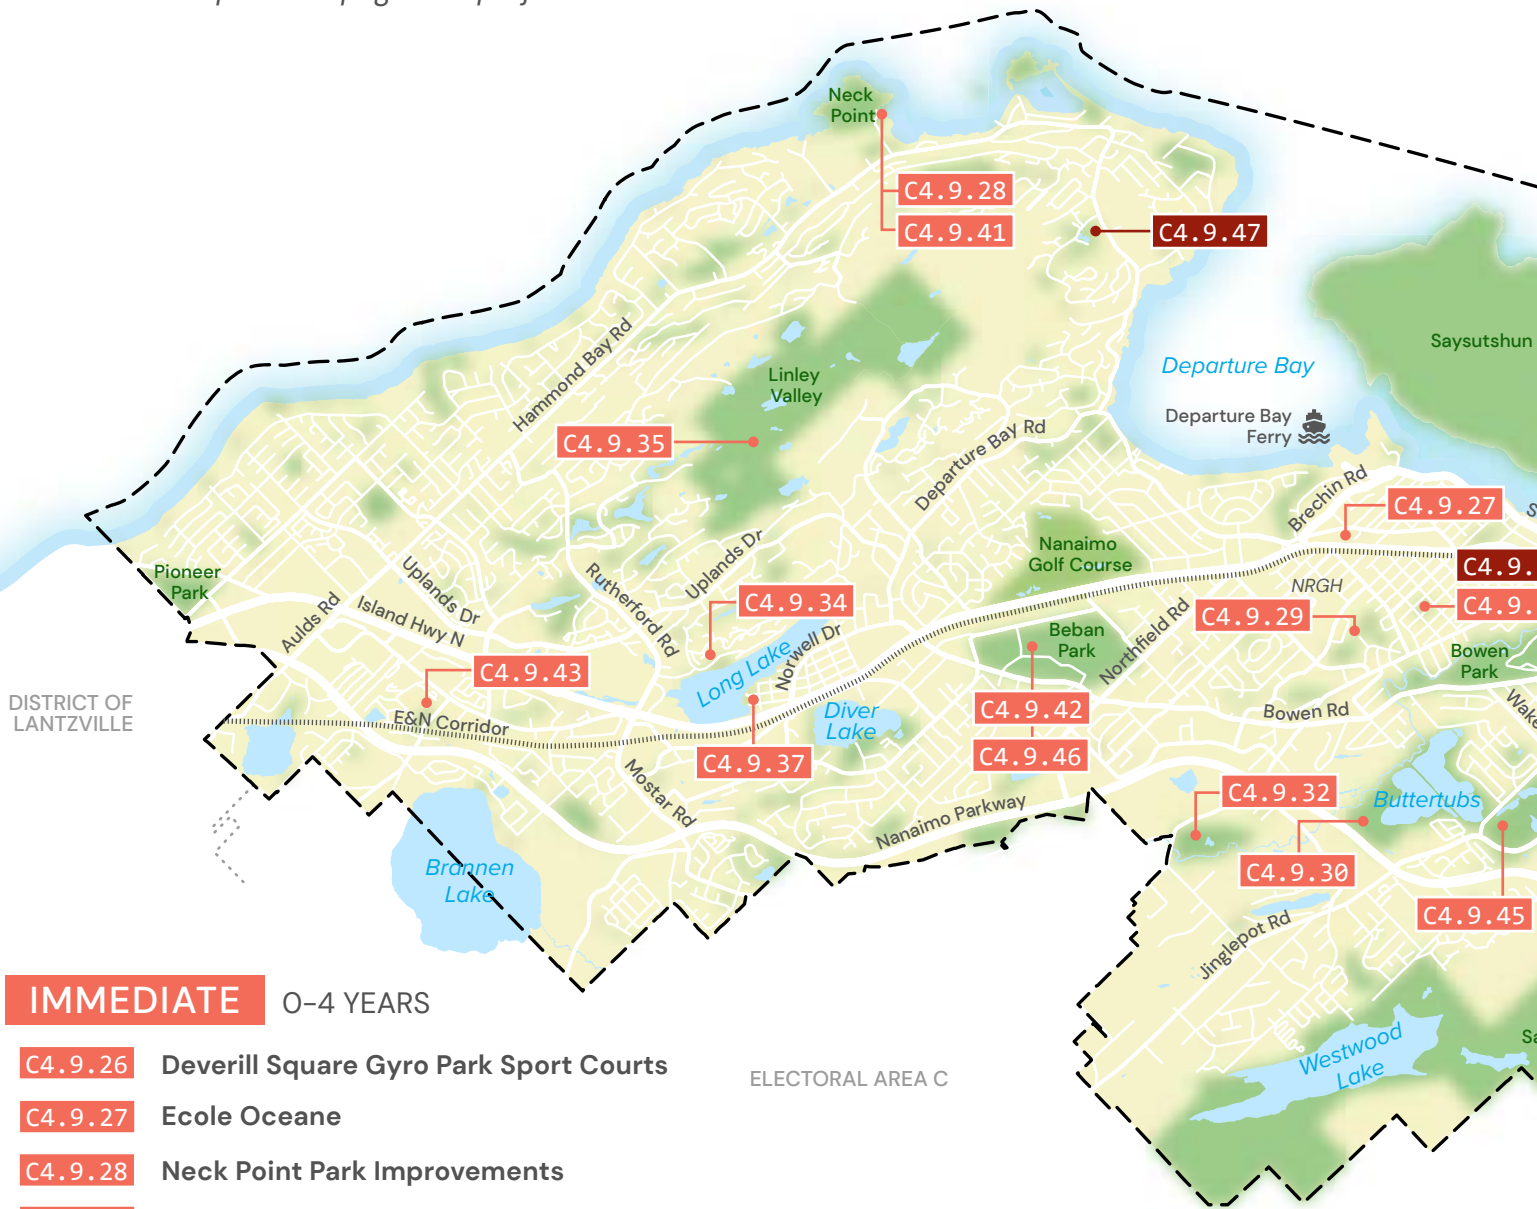 Neck
Point
C4.9.28
C4.9.41
C4.9.47
Saysutshun
Departure Bay
Hammond Bay Rd
Linley
Valley
Departure Bay
Ferry
C4.9.35
Departure Bay Rd
Brechin Rd
C4.9.27
Nanaimo
Golf Course
Uplands Dr
Pioneer
Park
Uplands Dr
Rutherford Rd
C4.9.
NRGH
Aulds Rd
Island Hwy N
C4.9.34
C4.9.29
C4.9.
Norwell Dr
Beban
Park
Northfield Rd
Bowen
Park
C4.9.43
Long Lake
DISTRICT OF
LANTZVILLE
E&N Corridor
Diver
Lake
C4.9.42
Bowen Rd
C4.9.37
C4.9.46
Mostar Rd
C4.9.32
Buttertubs
Nanaimo Parkway
Brannen
Lake
C4.9.30
C4.9.45
Jinglepot Rd
IMMEDIATE 0-4 YEARS
Westwood
Lake
C4.9.26 Deverill Square Gyro Park Sport Courts
ELECTORAL AREA C
C4.9.27 Ecole Oceane
C4.9.28 Neck Point Park Improvements